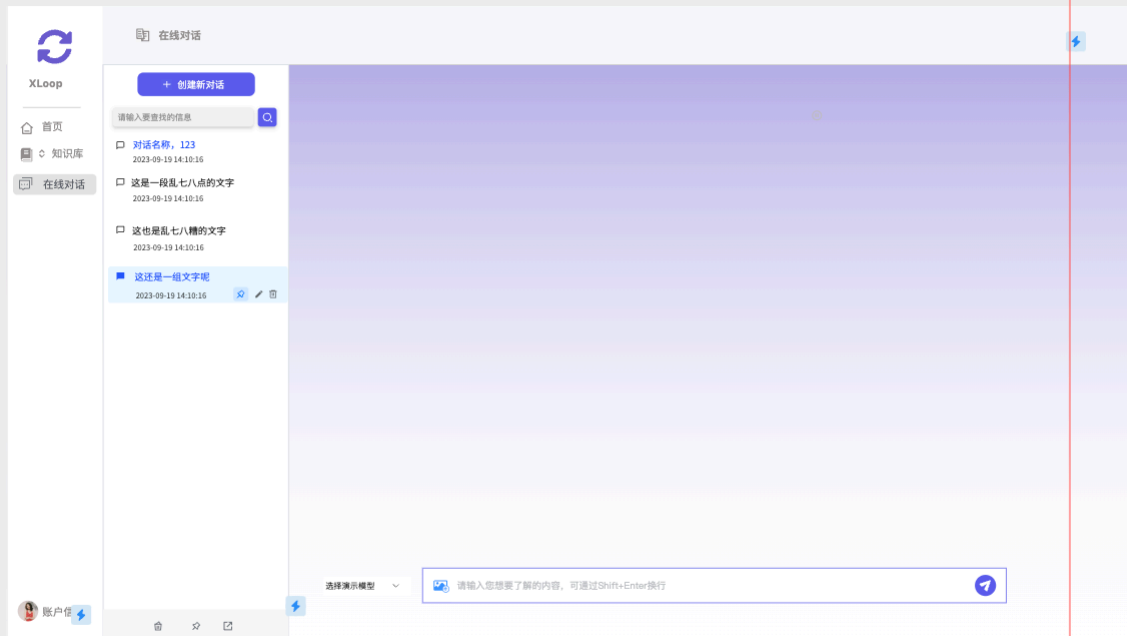 在线对话
XLoop
首页
知识库
在线对话
创建新对话
请输入要查找的信息
对话名称，123
2023-09-19 14:10:16
这是一段乱七八点的文字
2023-09-19 14:10:16
这也是乱七八糟的文字
2023-09-19 14:10:16
这还是一组文字呢
2023-09-19 14:10:16
选择演示模型
请输入您想要了解的内容，可通过Shift+Enter换行
账户信